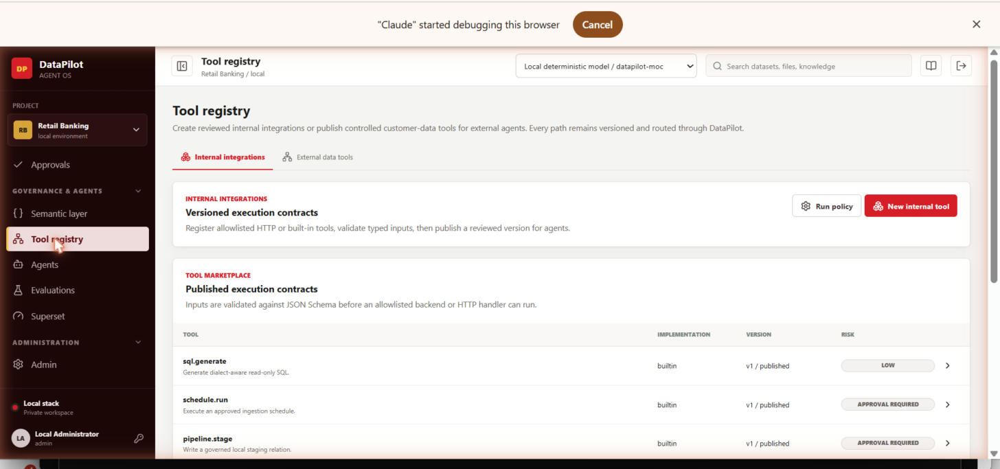 "Claude" started debugging this browser
Cancel
DP
DataPilot
AGENT OS
PROJECT
RB
Retail Banking
local environment
Approvals
GOVERNANCE & AGENTS
Semantic layer
Tool registry
Agents
Evaluations
Superset
ADMINISTRATION
Admin
Local stack
Private workspace
LA
Local Administrator
admin
Tool registry
Retail Banking / local
Local deterministic model / datapilot-moc
Search datasets, files, knowledge
Tool registry
Create reviewed internal integrations or publish controlled customer-data tools for external agents. Every path remains versioned and routed through DataPilot.
Internal integrations
External data tools
INTERNAL INTEGRATIONS
Versioned execution contracts
Register allowlisted HTTP or built-in tools, validate typed inputs, then publish a reviewed version for agents.
Run policy
New internal tool
TOOL MARKETPLACE
Published execution contracts
Inputs are validated against JSON Schema before an allowlisted backend or HTTP handler can run.
TOOL IMPLEMENTATION VERSION RISK
sql.generate
Generate dialect-aware read-only SQL.
builtin v1 / published LOW
schedule.run
Execute an approved ingestion schedule.
builtin v1 / published APPROVAL REQUIRED
pipeline.stage
Write a governed local staging relation.
builtin v1 / published APPROVAL REQUIRED